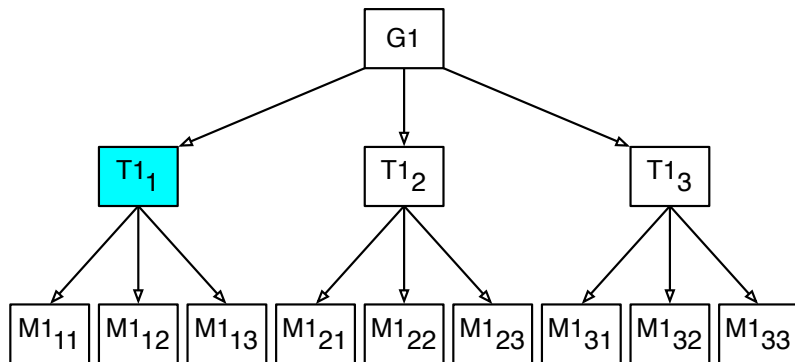 G1
T1₁ T1₂ T1₃
M1₁₁ M1₁₂ M1₁₃ M1₂₁ M1₂₂ M1₂₃ M1₃₁ M1₃₂ M1₃₃